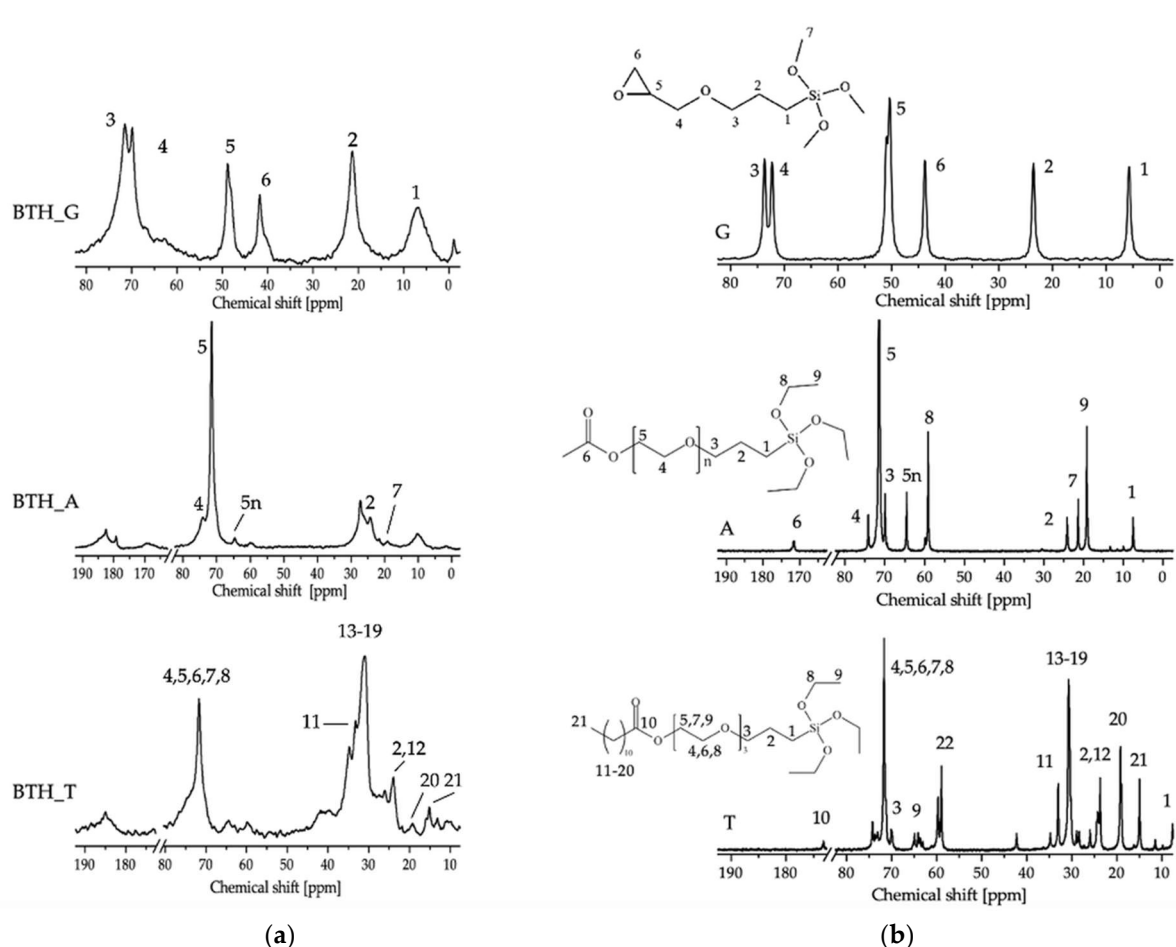 3
4
5
6
2
1
BTH_G
80 70 60 50 40 30 20 10 0
Chemical shift [ppm]
7
6
O
O
5
O
4
3
2
1
Si
O
O
5
3
4
6
2
1
G
80 70 60 50 40 30 20 10 0
Chemical shift [ppm]
5
4
5n
2
7
BTH_A
190 180 170 80 70 60 50 40 30 20 10 0
Chemical shift [ppm]
8
9
O
O
6
O
5
4
O
n
3
2
1
Si
O
O
5
8
9
3
5n
7
6
4
2
1
A
190 180 170 80 70 60 50 40 30 20 10 0
Chemical shift [ppm]
13-19
4,5,6,7,8
11
2,12
20
21
BTH_T
190 180 70 60 50 40 30 20 10
Chemical shift [ppm]
8
9
O
O
21
10
10
O
5,7,9
4,6,8
O
3
3
2
1
Si
O
O
11-20
4,5,6,7,8
13-19
22
20
11
2,12
21
10
3
9
1
T
190 180 80 70 60 50 40 30 20 10
Chemical shift [ppm]
(a)
(b)